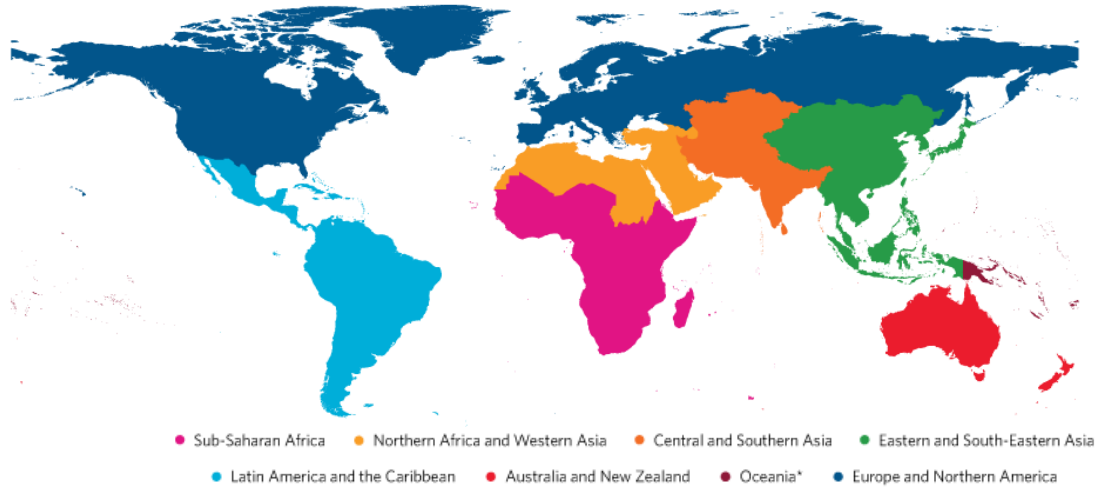 Sub-Saharan Africa Northern Africa and Western Asia Central and Southern Asia Eastern and South-Eastern Asia
Latin America and the Caribbean Australia and New Zealand Oceania* Europe and Northern America